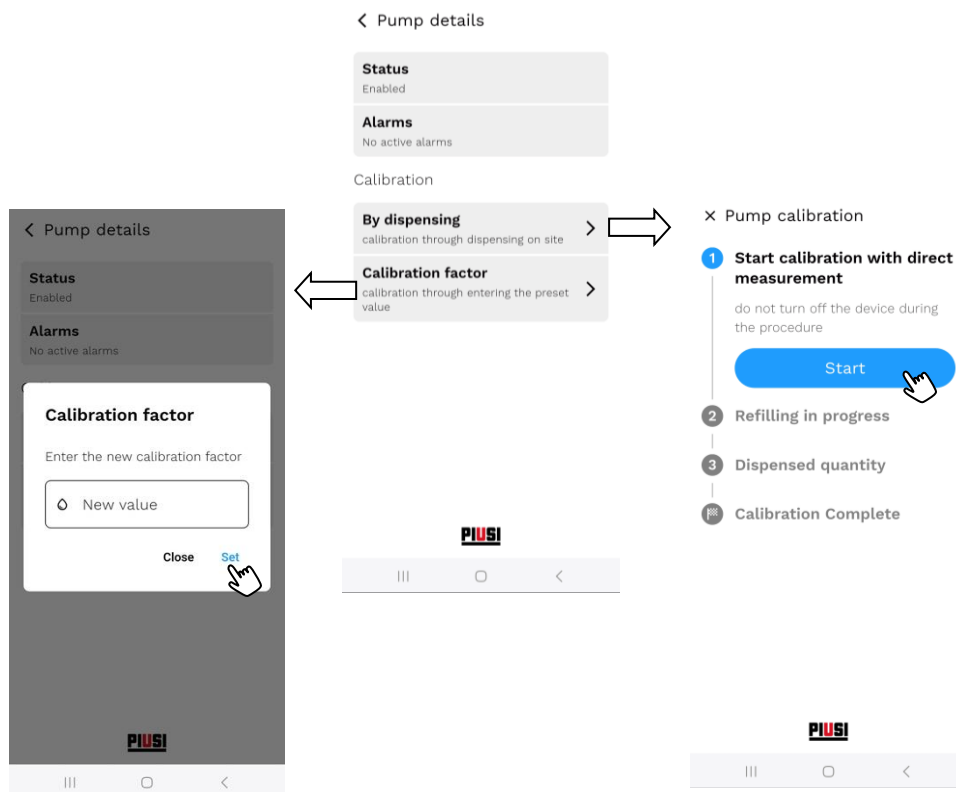 Pump details
Status
Enabled
Alarms
No active alarms
Calibration
By dispensing
calibration through dispensing on site
Calibration factor
calibration through entering the preset
value
PIUSI
Pump details
Status
Enabled
Alarms
No active alarms
Calibration factor
Enter the new calibration factor
New value
Close Set
PIUSI
Pump calibration
1 Start calibration with direct
measurement
do not turn off the device during
the procedure
Start
2 Refilling in progress
3 Dispensed quantity
Calibration Complete
PIUSI